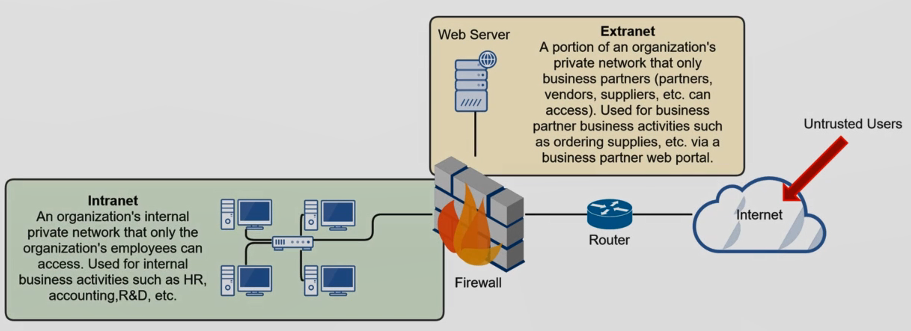 Web Server
Extranet
A portion of an organization's
private network that only
business partners (partners,
vendors, suppliers, etc. can
access). Used for business
partner business activities such
as ordering supplies, etc. via a
business partner web portal.
Untrusted Users
Intranet
An organization's internal
private network that only the
organization's employees can
access. Used for internal
business activities such as HR,
accounting,R&D, etc.
Firewall
Router
Internet